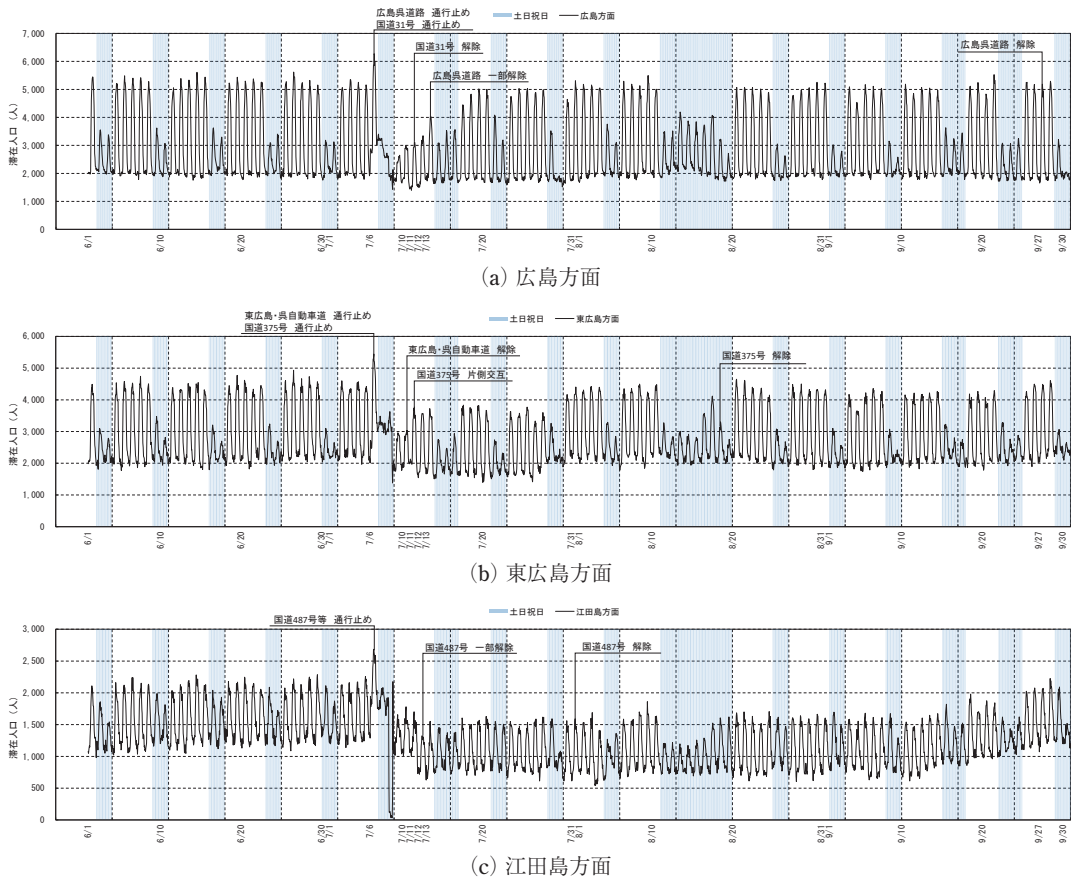 広島呉道路 通行止め
国道31号 通行止め
土日祝日 広島方面
国道31号 解除
広島呉道路 一部解除
広島呉道路 解除
滞在人口(人)
7,000
6,000
5,000
4,000
3,000
2,000
1,000
0
6/1 6/10 6/20 6/30 7/1 7/6 7/10 7/11 7/12 7/13 7/20 7/31 8/1 8/10 8/20 8/31 9/1 9/10 9/20 9/27 9/30
(a) 広島方面
東広島・呉自動車道 通行止め
国道375号 通行止め
土日祝日 東広島方面
東広島・呉自動車道 解除
国道375号 片側交互
国道375号 解除
滞在人口(人)
6,000
5,000
4,000
3,000
2,000
1,000
0
6/1 6/10 6/20 6/30 7/1 7/6 7/10 7/11 7/12 7/13 7/20 7/31 8/1 8/10 8/20 8/31 9/1 9/10 9/20 9/27 9/30
(b) 東広島方面
土日祝日 江田島方面
国道487号等 通行止め
国道487号 一部解除
国道487号 解除
滞在人口(人)
3,000
2,500
2,000
1,500
1,000
500
0
6/1 6/10 6/20 6/30 7/1 7/6 7/10 7/11 7/12 7/13 7/20 7/31 8/1 8/10 8/20 8/31 9/1 9/10 9/20 9/27 9/30
(c) 江田島方面